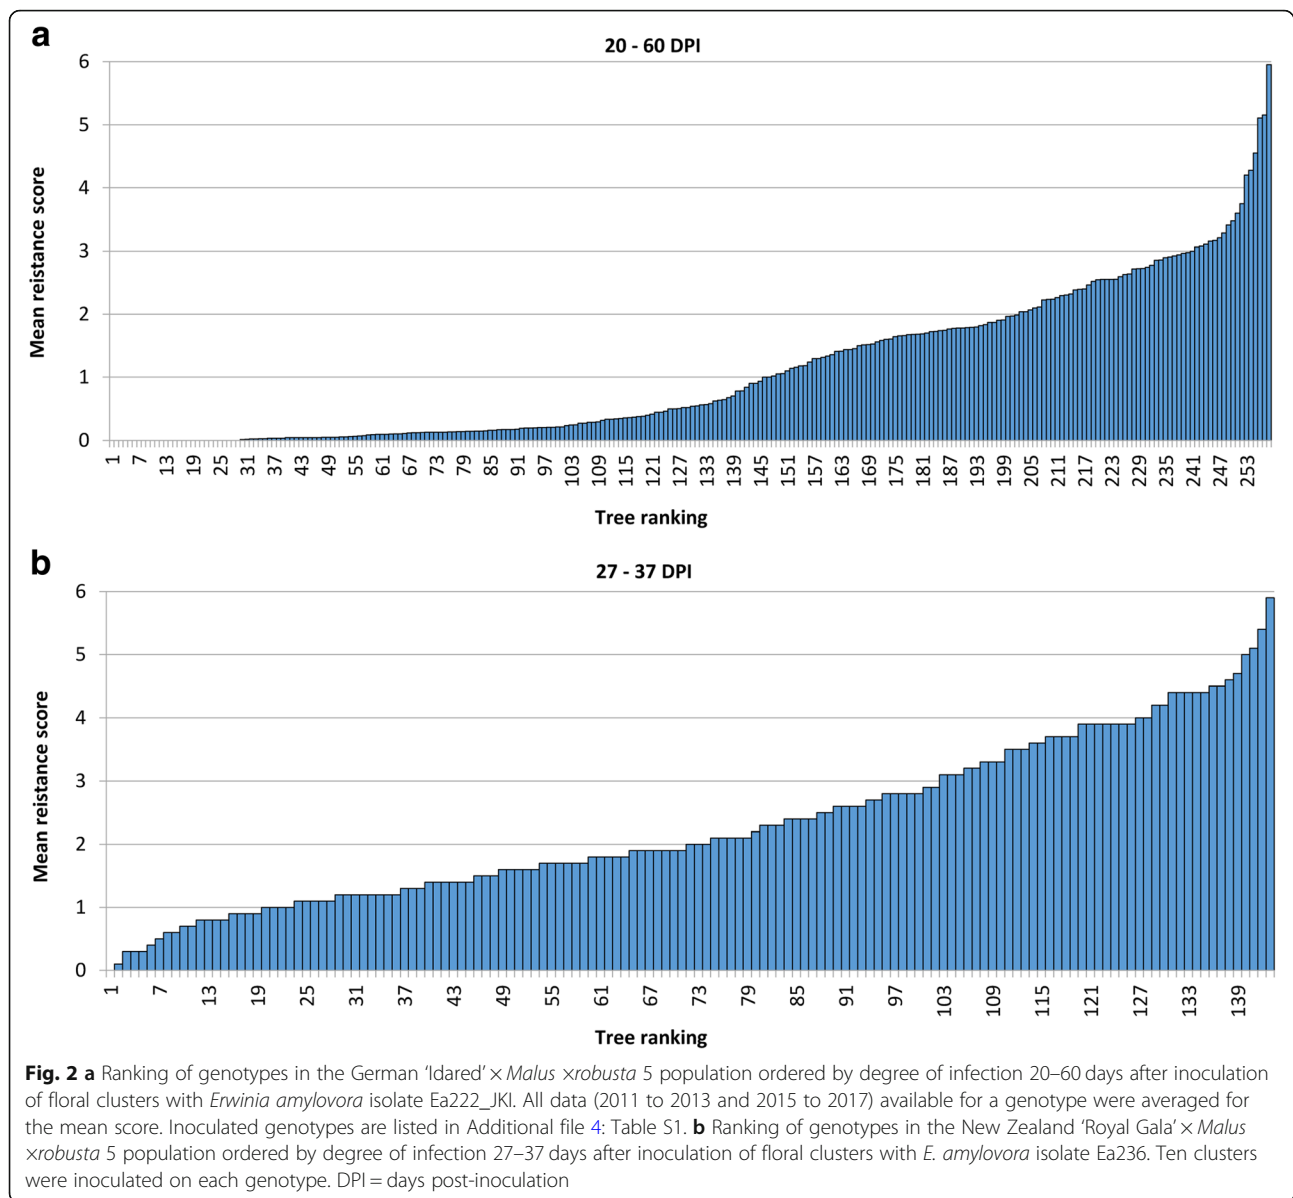 a
20 - 60 DPI
6
5
4
3
2
1
0
Mean reistance score
1 7 13 19 25 31 37 43 49 55 61 67 73 79 85 91 97 103 109 115 121 127 133 139 145 151 157 163 169 175 181 187 193 199 205 211 217 223 229 235 241 247 253
Tree ranking
b
27 - 37 DPI
6
5
4
3
2
1
0
Mean reistance score
1 7 13 19 25 31 37 43 49 55 61 67 73 79 85 91 97 103 109 115 121 127 133 139
Tree ranking
Fig. 2 a Ranking of genotypes in the German ‘Idared’ × Malus ×robusta 5 population ordered by degree of infection 20–60 days after inoculation
of floral clusters with Erwinia amylovora isolate Ea222_JKI. All data (2011 to 2013 and 2015 to 2017) available for a genotype were averaged for
the mean score. Inoculated genotypes are listed in Additional file 4: Table S1. b Ranking of genotypes in the New Zealand ‘Royal Gala’ × Malus
×robusta 5 population ordered by degree of infection 27–37 days after inoculation of floral clusters with E. amylovora isolate Ea236. Ten clusters
were inoculated on each genotype. DPI = days post-inoculation